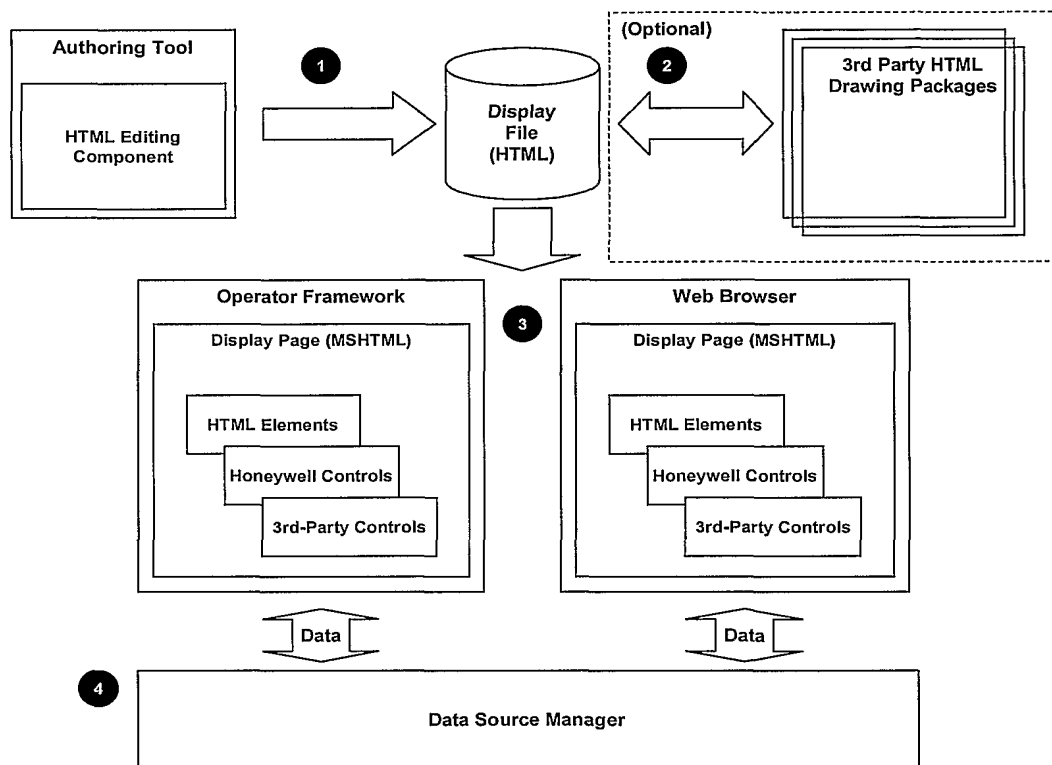 Authoring Tool
HTML Editing
Component
1
Display
File
(HTML)
(Optional)
2
3rd Party HTML
Drawing Packages
Operator Framework
Display Page (MSHTML)
HTML Elements
Honeywell Controls
3rd-Party Controls
3
Web Browser
Display Page (MSHTML)
HTML Elements
Honeywell Controls
3rd-Party Controls
Data
Data
4
Data Source Manager